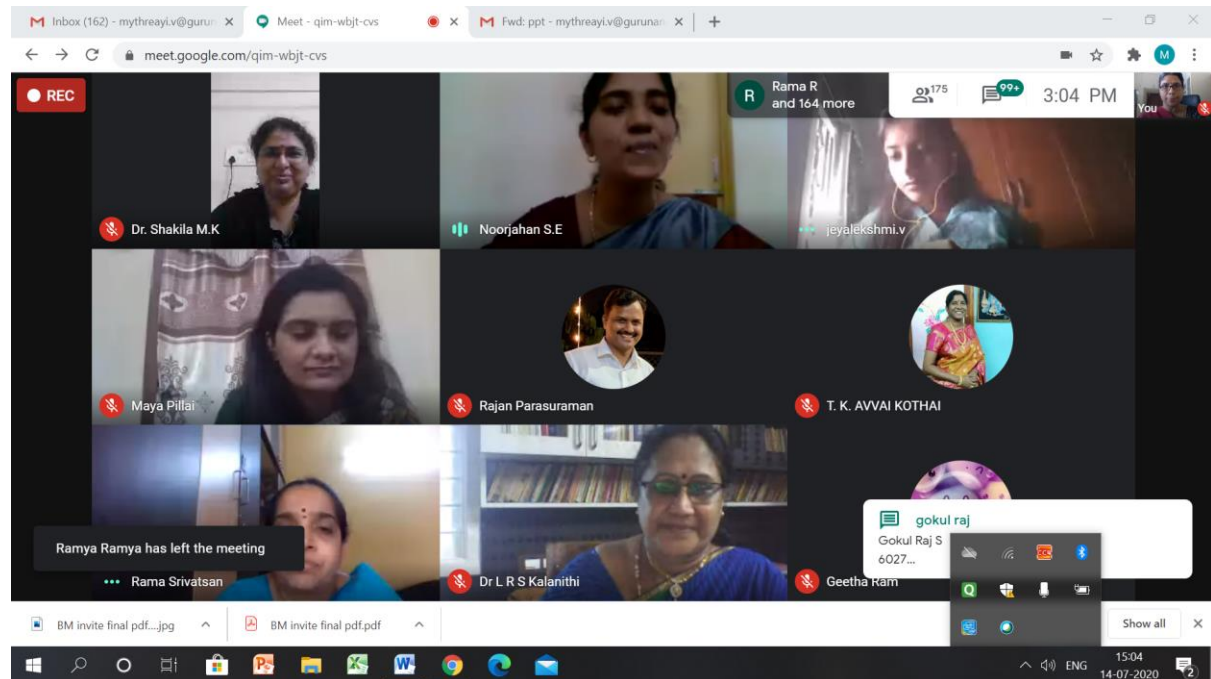 Inbox (162) - mythreayi.v@gurun
Meet - qim-wbjt-cvs
Fwd: ppt - mythreayi.v@gurunan
meet.google.com/qim-wbjt-cvs
M
REC
R
Rama R
and 164 more
175
99+
3:04 PM
You
Dr. Shakila M.K
Noorjahan S.E
jeyalekshmi.v
Maya Pillai
Rajan Parasuraman
T. K. AVVAI KOTHAI
gokul raj
Gokul Raj S
6027...
Ramya Ramya has left the meeting
Rama Srivatsan
Dr L R S Kalanithi
Geetha Ram
BM invite final pdf....jpg
BM invite final pdf.pdf
Show all
ENG
15:04
14-07-2020
2